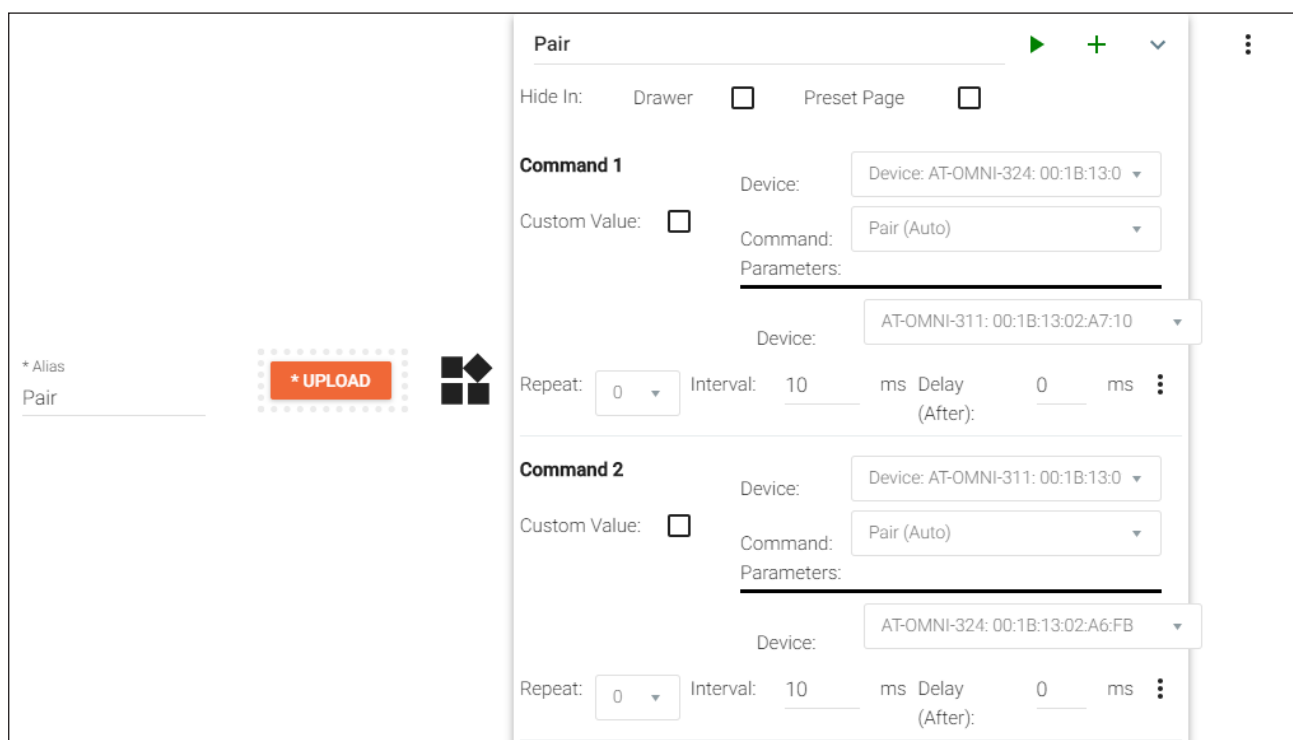 Pair
Hide In: Drawer Preset Page
Command 1
Device: Device: AT-OMNI-324: 00:1B:13:0
Custom Value:
Command: Pair (Auto)
Parameters:
Device: AT-OMNI-311: 00:1B:13:02:A7:10
* Alias
Pair
* UPLOAD
Repeat: 0 Interval: 10 ms Delay 0 ms
(After):
Command 2
Device: Device: AT-OMNI-311: 00:1B:13:0
Custom Value:
Command: Pair (Auto)
Parameters:
Device: AT-OMNI-324: 00:1B:13:02:A6:FB
Repeat: 0 Interval: 10 ms Delay 0 ms
(After):